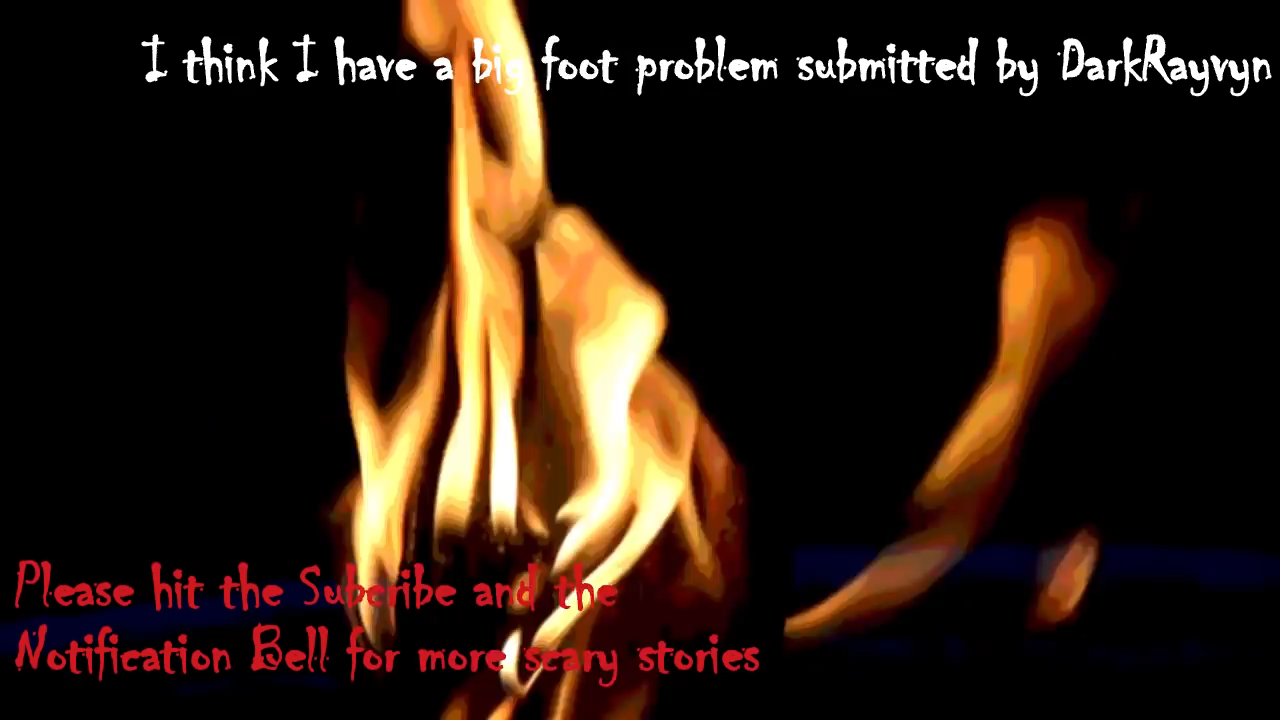 I think I have a big foot problem submitted by DarkRayvyn
Please hit the Subcribe and the
Notification Bell for more scary stories